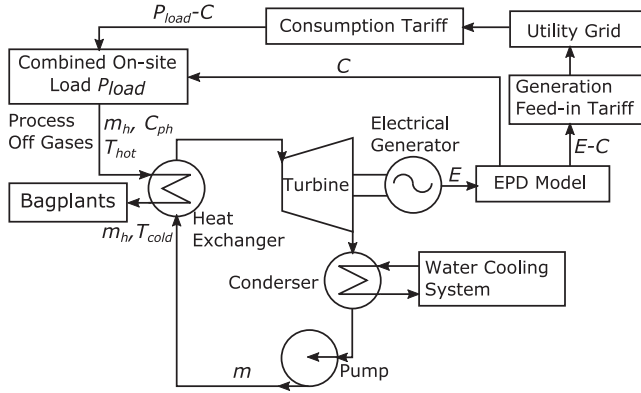 P_load-C
Consumption Tariff
Utility Grid
Combined On-site
Load P_load
C
Generation
Feed-in Tariff
Process
Off Gases
m_h, C_ph
T_hot
Electrical
Generator
E-C
Turbine
E
EPD Model
Bagplants
m_h, T_cold
Heat
Exchanger
Conderser
Water Cooling
System
m
Pump